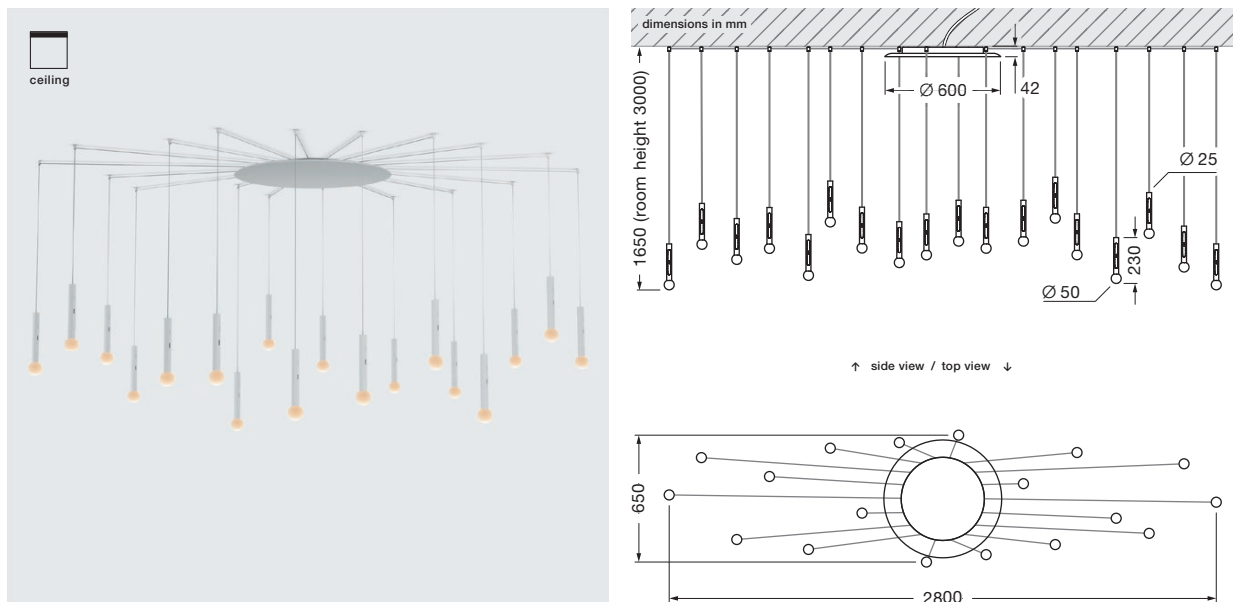 ceiling
dimensions in mm
Ø 600
42
1650 (room height 3000)
Ø 25
230
Ø 50
↑ side view / top view ↓
650
2800